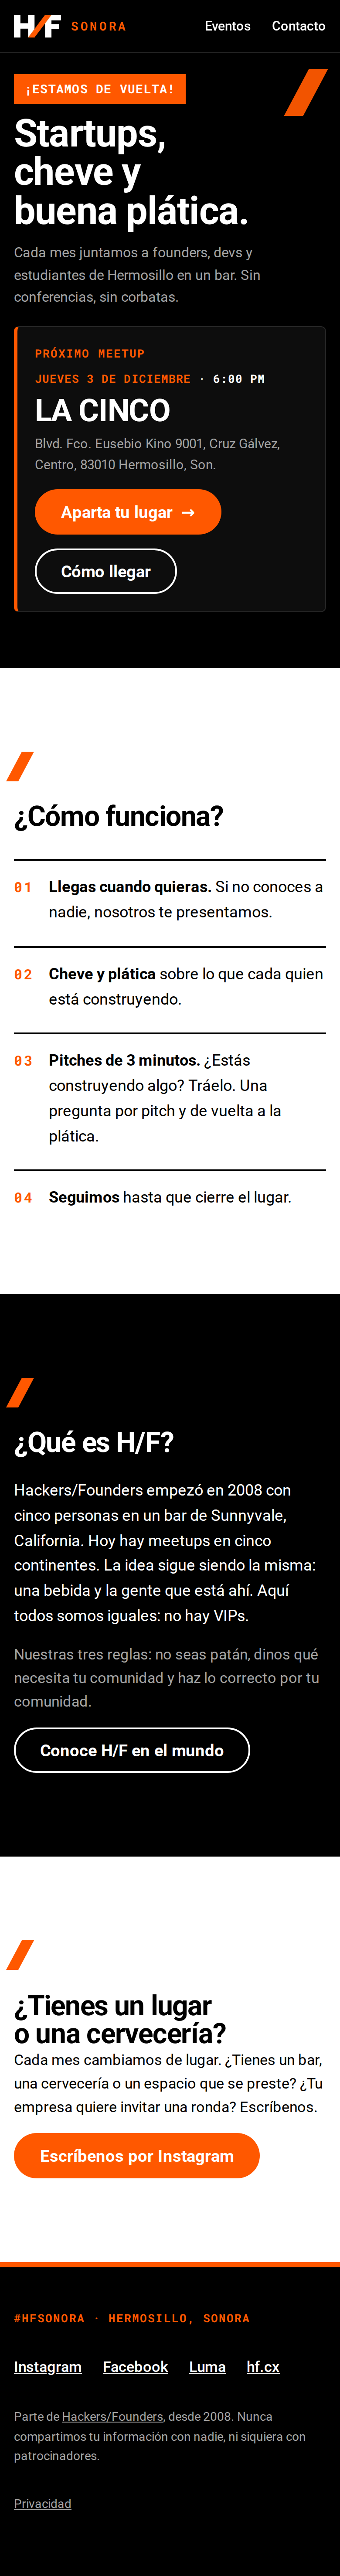 H/F SONORA Eventos Contacto
¡ESTAMOS DE VUELTA!
Startups,
cheve y
buena plática.
Cada mes juntamos a founders, devs y
estudiantes de Hermosillo en un bar. Sin
conferencias, sin corbatas.
PRÓXIMO MEETUP
JUEVES 3 DE DICIEMBRE · 6:00 PM
LA CINCO
Blvd. Fco. Eusebio Kino 9001, Cruz Gálvez,
Centro, 83010 Hermosillo, Son.
Aparta tu lugar →
Cómo llegar
¿Cómo funciona?
01 Llegas cuando quieras. Si no conoces a
nadie, nosotros te presentamos.
02 Cheve y plática sobre lo que cada quien
está construyendo.
03 Pitches de 3 minutos. ¿Estás
construyendo algo? Tráelo. Una
pregunta por pitch y de vuelta a la
plática.
04 Seguimos hasta que cierre el lugar.
¿Qué es H/F?
Hackers/Founders empezó en 2008 con
cinco personas en un bar de Sunnyvale,
California. Hoy hay meetups en cinco
continentes. La idea sigue siendo la misma:
una bebida y la gente que está ahí. Aquí
todos somos iguales: no hay VIPs.
Nuestras tres reglas: no seas patán, dinos qué
necesita tu comunidad y haz lo correcto por tu
comunidad.
Conoce H/F en el mundo
¿Tienes un lugar
o una cervecería?
Cada mes cambiamos de lugar. ¿Tienes un bar,
una cervecería o un espacio que se preste? ¿Tu
empresa quiere invitar una ronda? Escríbenos.
Escríbenos por Instagram
#HFSONORA · HERMOSILLO, SONORA
Instagram Facebook Luma hf.cx
Parte de Hackers/Founders, desde 2008. Nunca
compartimos tu información con nadie, ni siquiera con
patrocinadores.
Privacidad